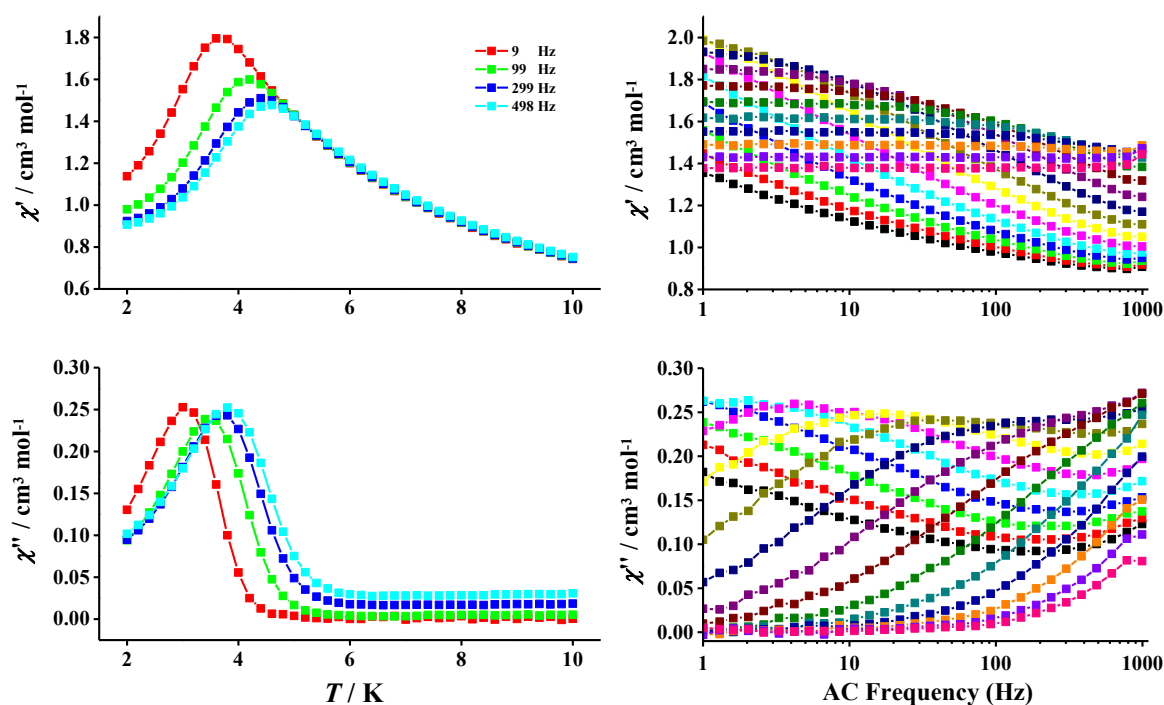 1.8
1.6
1.4
1.2
1.0
0.8
0.6
χ' / cm³ mol⁻¹
2 4 6 8 10
9 Hz
99 Hz
299 Hz
498 Hz
2.0
1.8
1.6
1.4
1.2
1.0
0.8
χ' / cm³ mol⁻¹
1 10 100 1000
0.30
0.25
0.20
0.15
0.10
0.05
0.00
χ'' / cm³ mol⁻¹
2 4 6 8 10
T / K
0.30
0.25
0.20
0.15
0.10
0.05
0.00
χ'' / cm³ mol⁻¹
1 10 100 1000
AC Frequency (Hz)